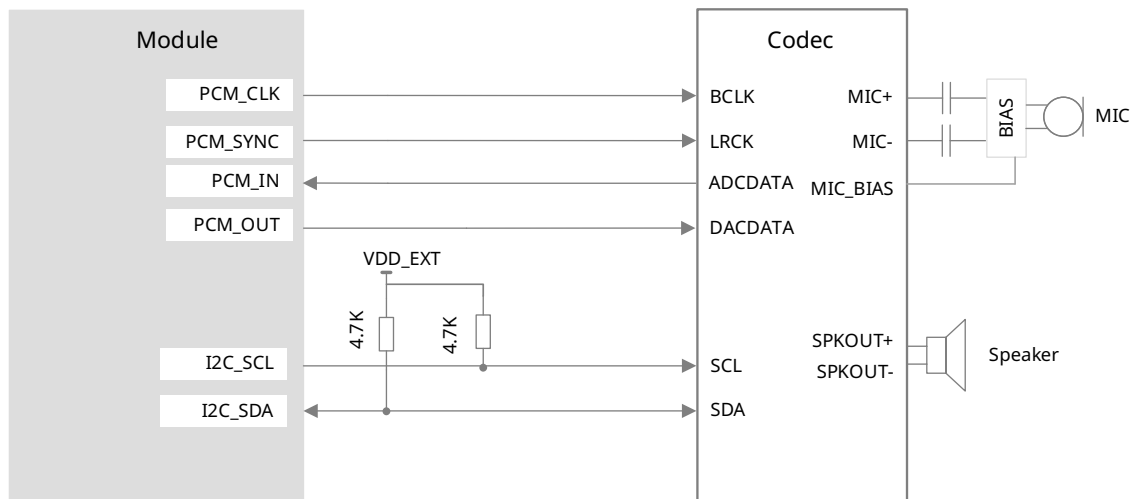 Module
Codec
PCM_CLK
BCLK
MIC+
BIAS
MIC
PCM_SYNC
LRCK
MIC-
PCM_IN
ADCDATA
MIC_BIAS
PCM_OUT
DACDATA
VDD_EXT
4.7K
4.7K
SPKOUT+
Speaker
I2C_SCL
SCL
SPKOUT-
I2C_SDA
SDA